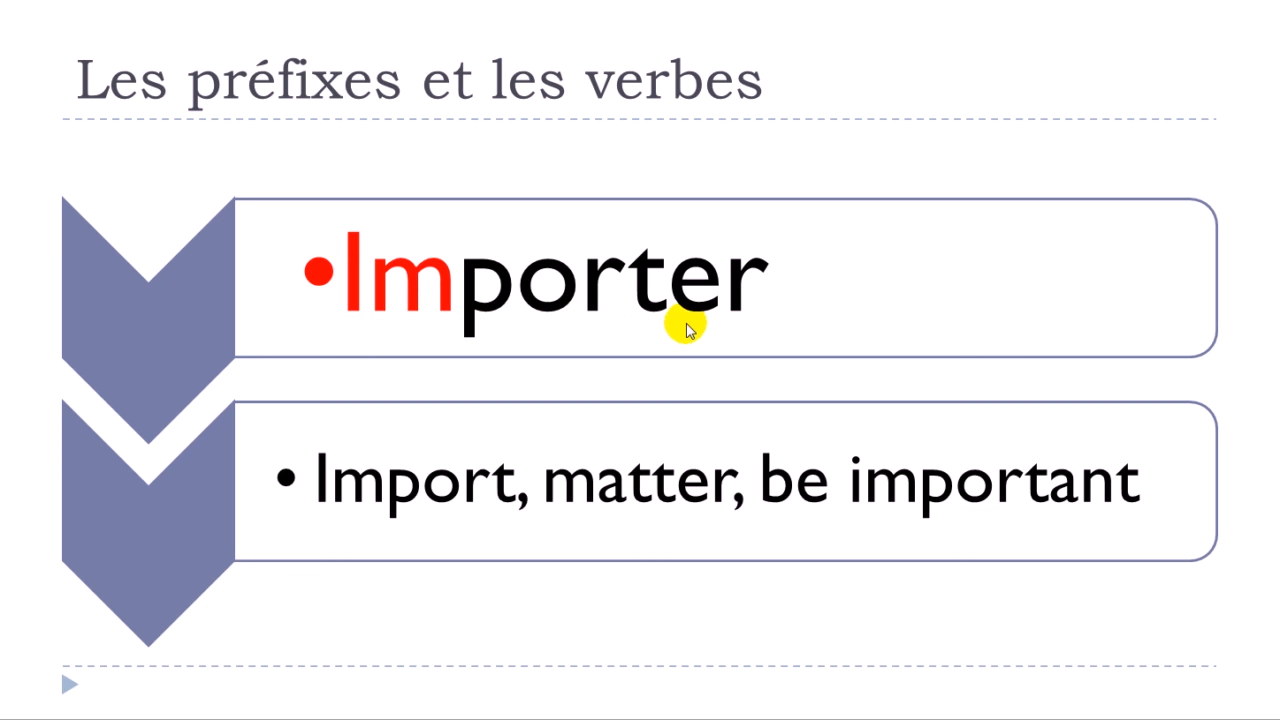 Les préfixes et les verbes
•Importer
• Import, matter, be important